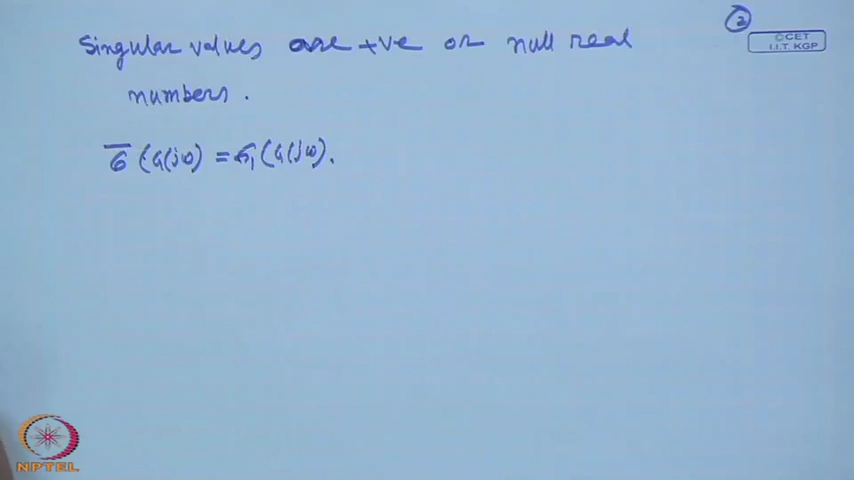 ②
©CET
I.I.T. KGP
Singular values are +ve or null real
numbers.
σ̅ (G(jω) = σ₁ (G(jω).
NPTEL